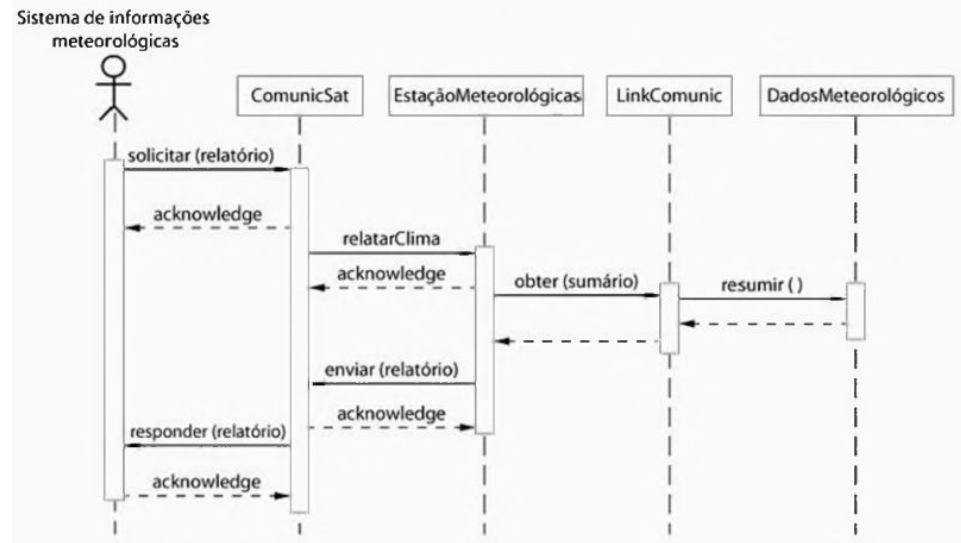 Sistema de informações
meteorológicas
ComunicSat
EstaçãoMeteorológicas
LinkComunic
DadosMeteorológicos
solicitar (relatório)
acknowledge
relatarClima
acknowledge
obter (sumário)
resumir ( )
enviar (relatório)
acknowledge
responder (relatório)
acknowledge